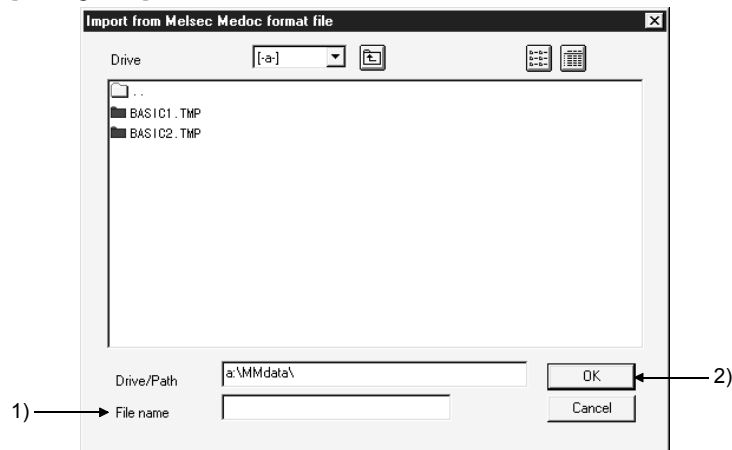 Import from Melsec Medoc format file
Drive [-a-]
..
BASIC1.TMP
BASIC2.TMP
Drive/Path a:\MMdata\
OK 2)
1) File name
Cancel